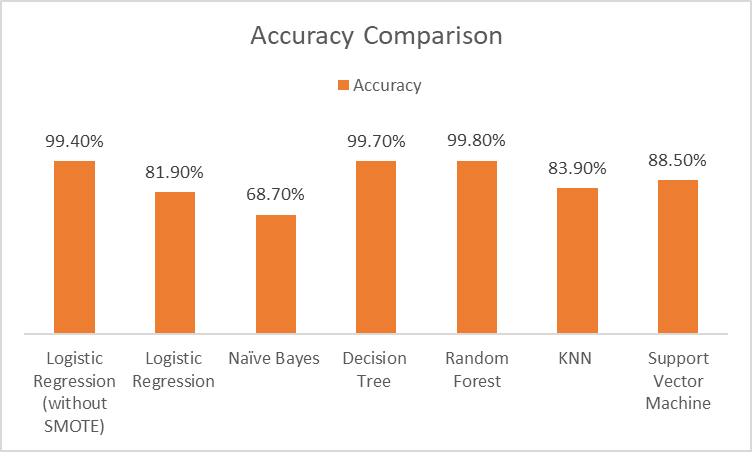 Accuracy Comparison
Accuracy
99.40%
81.90%
68.70%
99.70%
99.80%
83.90%
88.50%
Logistic
Regression
(without
SMOTE)
Logistic
Regression
Naïve Bayes
Decision
Tree
Random
Forest
KNN
Support
Vector
Machine